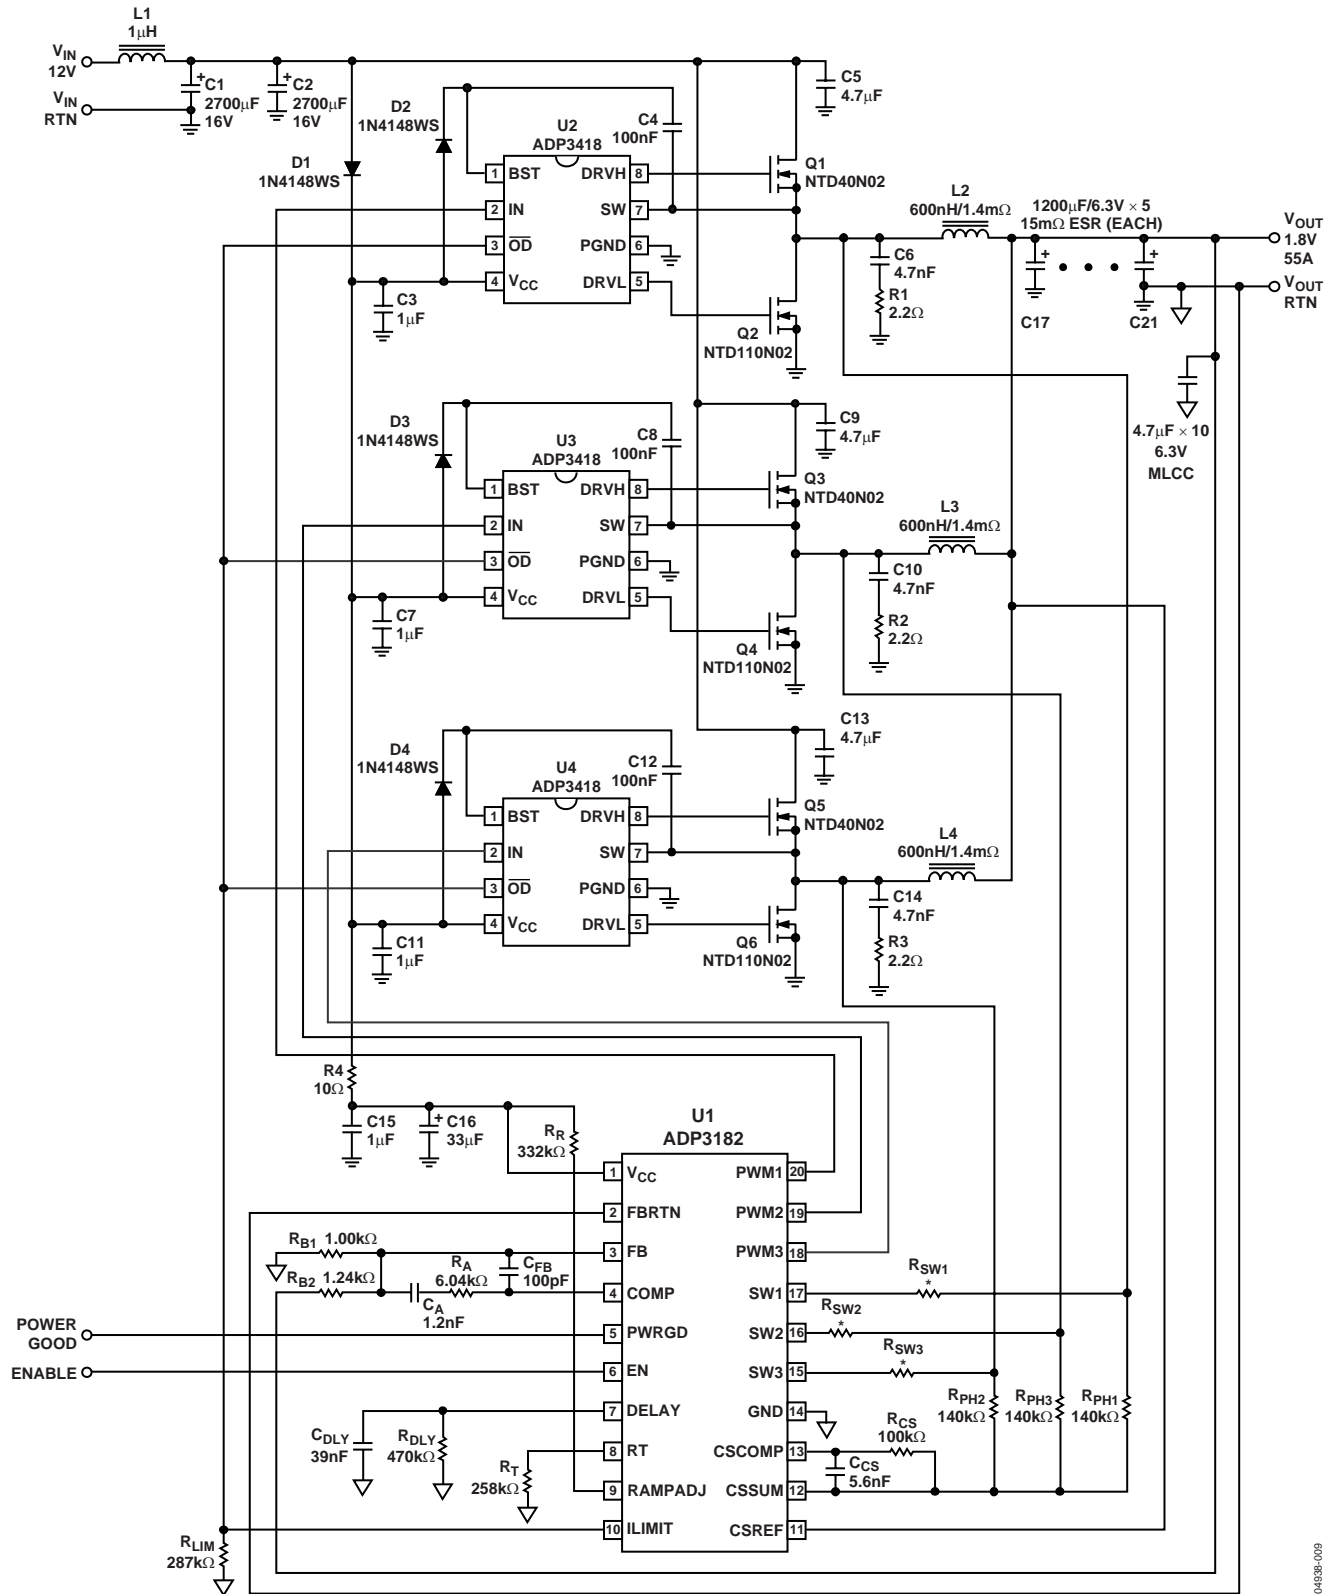 L1
1μH
VIN
12V
VIN
RTN
+
C1
2700μF
16V
+
C2
2700μF
16V
D1
1N4148WS
D2
1N4148WS
C4
100nF
U2
ADP3418
1 BST
2 IN
3 OD
4 VCC
DRVH 8
SW 7
PGND 6
DRVL 5
C3
1μF
C5
4.7μF
Q1
NTD40N02
Q2
NTD110N02
L2
600nH/1.4mΩ
C6
4.7nF
R1
2.2Ω
1200μF/6.3V × 5
15mΩ ESR (EACH)
+
+
C17
C21
VOUT
1.8V
55A
VOUT
RTN
4.7μF × 10
6.3V
MLCC
D3
1N4148WS
C8
100nF
U3
ADP3418
1 BST
2 IN
3 OD
4 VCC
DRVH 8
SW 7
PGND 6
DRVL 5
C7
1μF
C9
4.7μF
Q3
NTD40N02
Q4
NTD110N02
L3
600nH/1.4mΩ
C10
4.7nF
R2
2.2Ω
D4
1N4148WS
C12
100nF
U4
ADP3418
1 BST
2 IN
3 OD
4 VCC
DRVH 8
SW 7
PGND 6
DRVL 5
C11
1μF
C13
4.7μF
Q5
NTD40N02
Q6
NTD110N02
L4
600nH/1.4mΩ
C14
4.7nF
R3
2.2Ω
R4
10Ω
C15
1μF
+
C16
33μF
RR
332kΩ
U1
ADP3182
1 VCC
2 FBRTN
3 FB
4 COMP
5 PWRGD
6 EN
7 DELAY
8 RT
9 RAMPADJ
10 ILIMIT
PWM1 20
PWM2 19
PWM3 18
SW1 17
SW2 16
SW3 15
GND 14
CSCOMP 13
CSSUM 12
CSREF 11
RB1 1.00kΩ
RB2 1.24kΩ
RA
6.04kΩ
CFB
100pF
CA
1.2nF
POWER
GOOD
ENABLE
CDLY
39nF
RDLY
470kΩ
RT
258kΩ
RLIM
287kΩ
RSW1
*
RSW2
*
RSW3
*
RPH2
140kΩ
RPH3
140kΩ
RPH1
140kΩ
RCS
100kΩ
CCS
5.6nF
04938-009